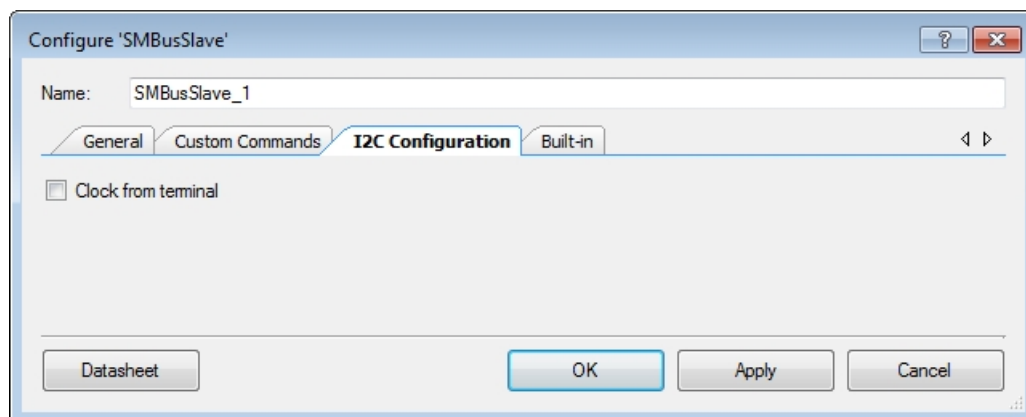 Configure 'SMBusSlave'
Name: SMBusSlave_1
General Custom Commands I2C Configuration Built-in
Clock from terminal
Datasheet OK Apply Cancel